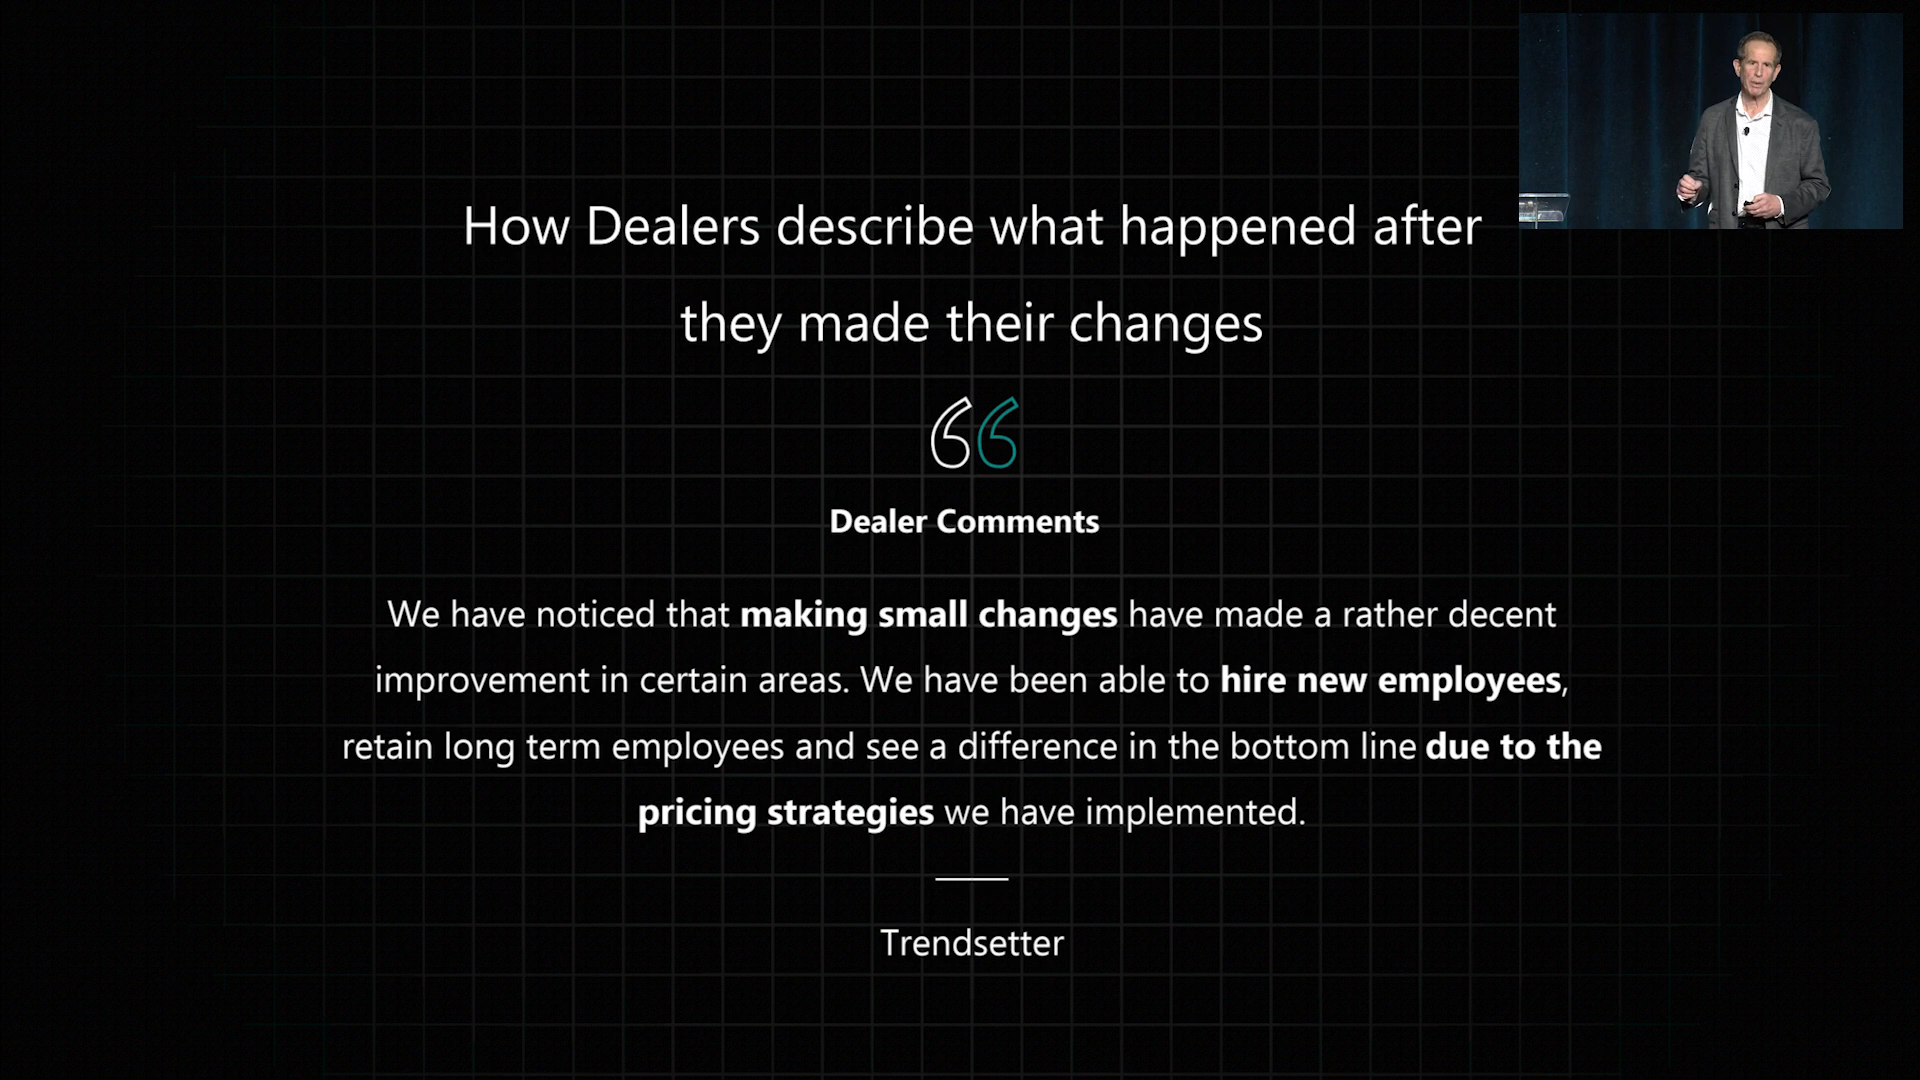 How Dealers describe what happened after
they made their changes
Dealer Comments
We have noticed that making small changes have made a rather decent
improvement in certain areas. We have been able to hire new employees,
retain long term employees and see a difference in the bottom line due to the
pricing strategies we have implemented.
Trendsetter